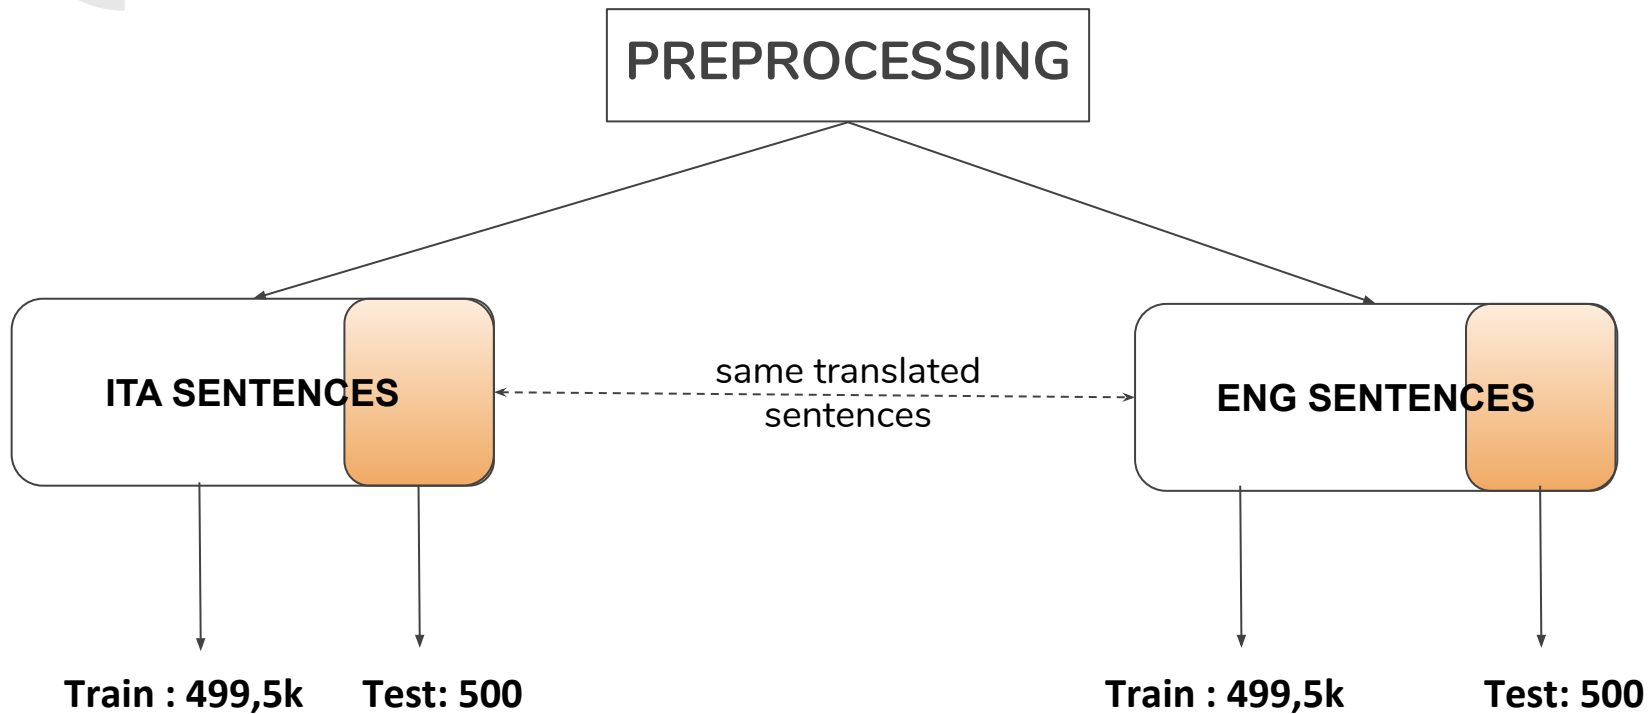 PREPROCESSING
ITA SENTENCES
same translated
sentences
ENG SENTENCES
Train : 499,5k
Test: 500
Train : 499,5k
Test: 500